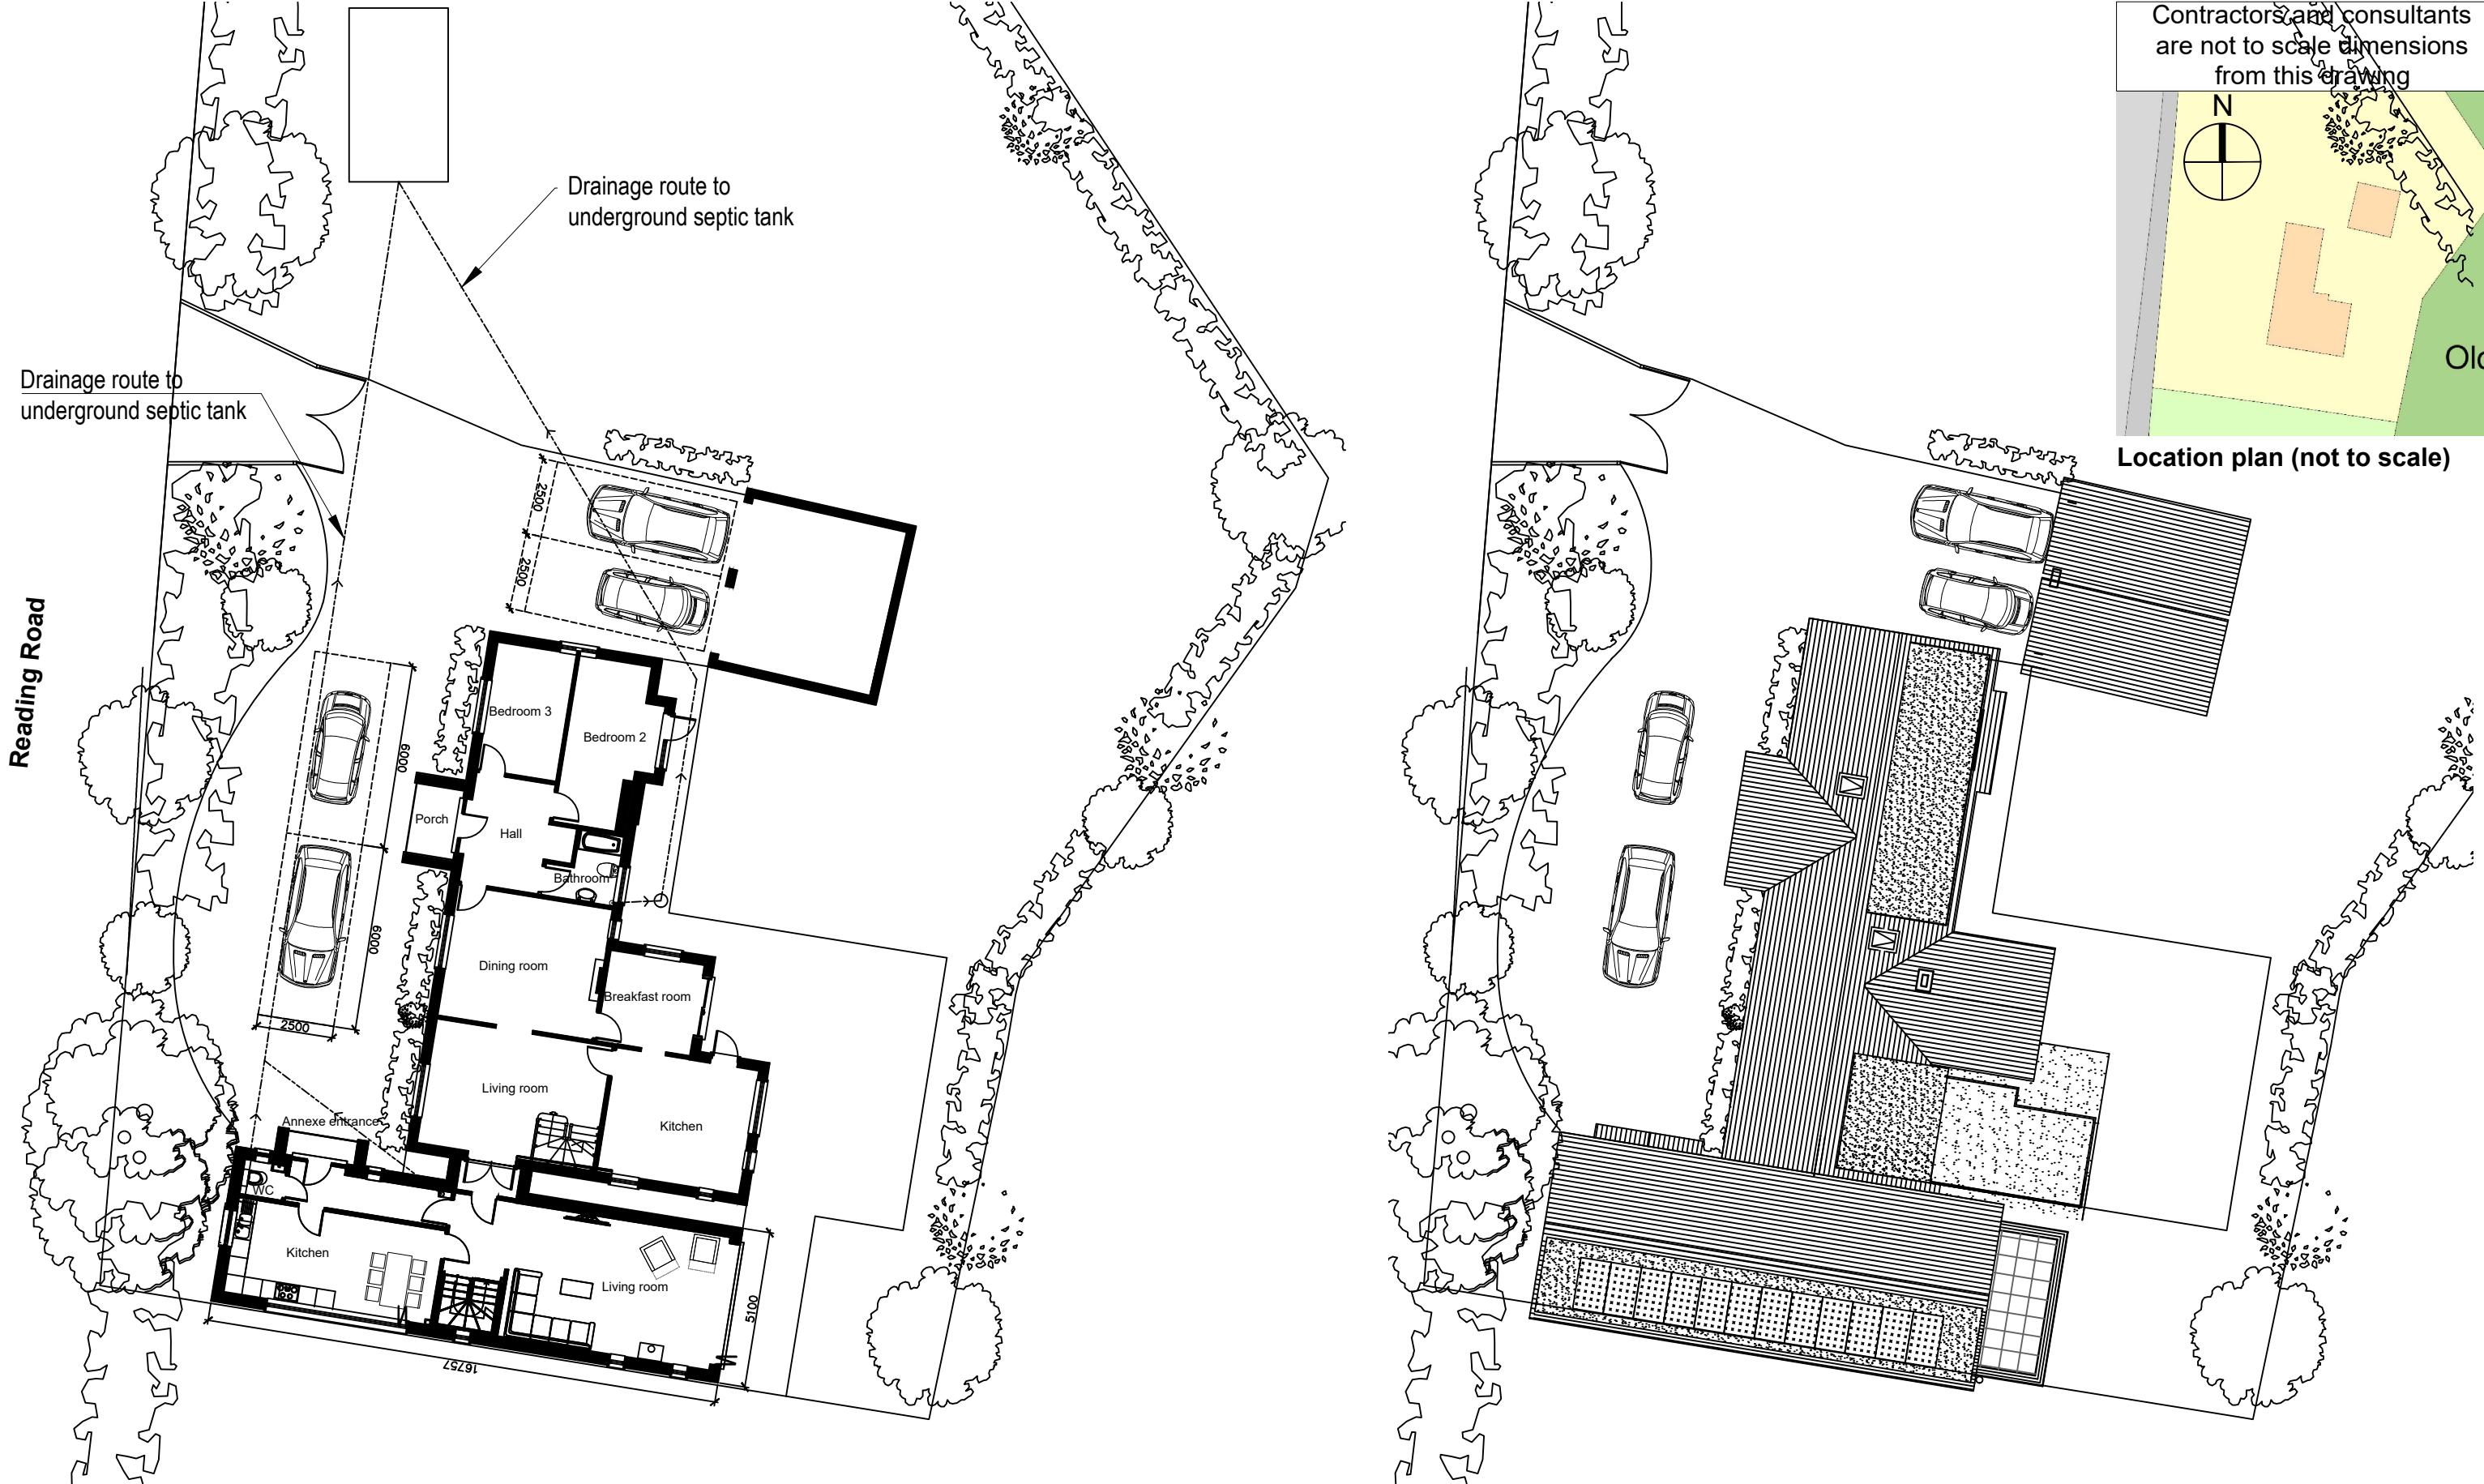 Contractors and consultants
are not to scale dimensions
from this drawing
N
Drainage route to
underground septic tank
Old
Drainage route to
underground septic tank
Location plan (not to scale)
2500
2500
Reading Road
Bedroom 3
Bedroom 2
6000
Porch
Hall
Bathroom
6000
Dining room
Breakfast room
2500
Living room
Annexe entrance
Kitchen
WC
Kitchen
Living room
5100
16757